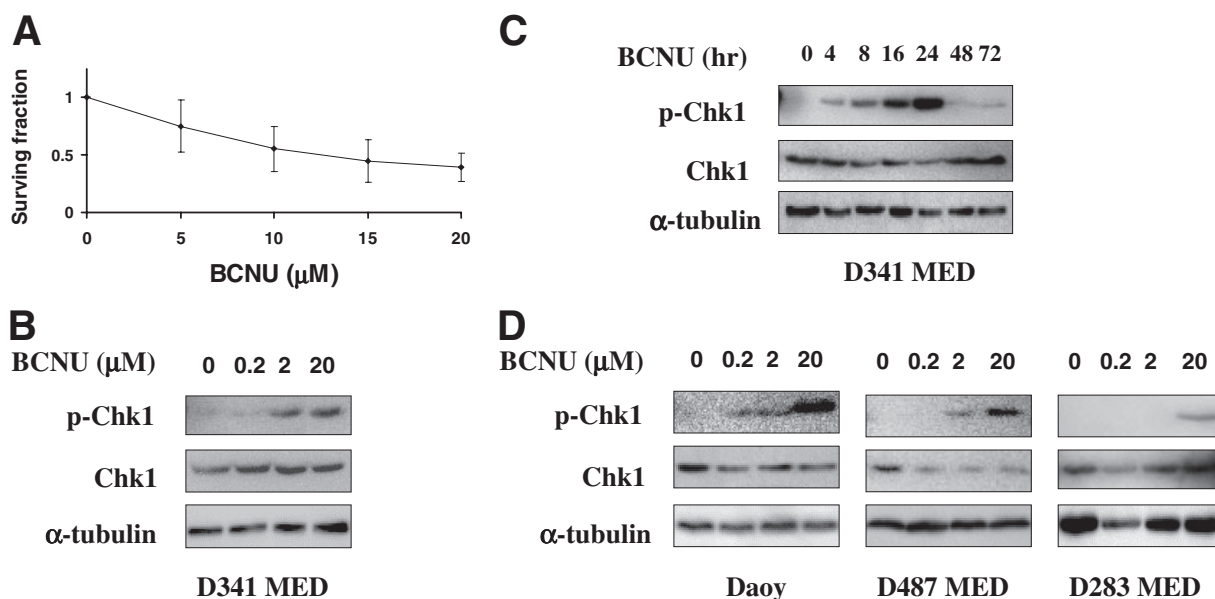 A
Surving fraction
1
0.5
0
0 5 10 15 20
BCNU (μM)
B
BCNU (μM) 0 0.2 2 20
p-Chk1
Chk1
α-tubulin
D341 MED
C
BCNU (hr) 0 4 8 16 24 48 72
p-Chk1
Chk1
α-tubulin
D341 MED
D
BCNU (μM) 0 0.2 2 20 0 0.2 2 20 0 0.2 2 20
p-Chk1
Chk1
α-tubulin
Daoy D487 MED D283 MED